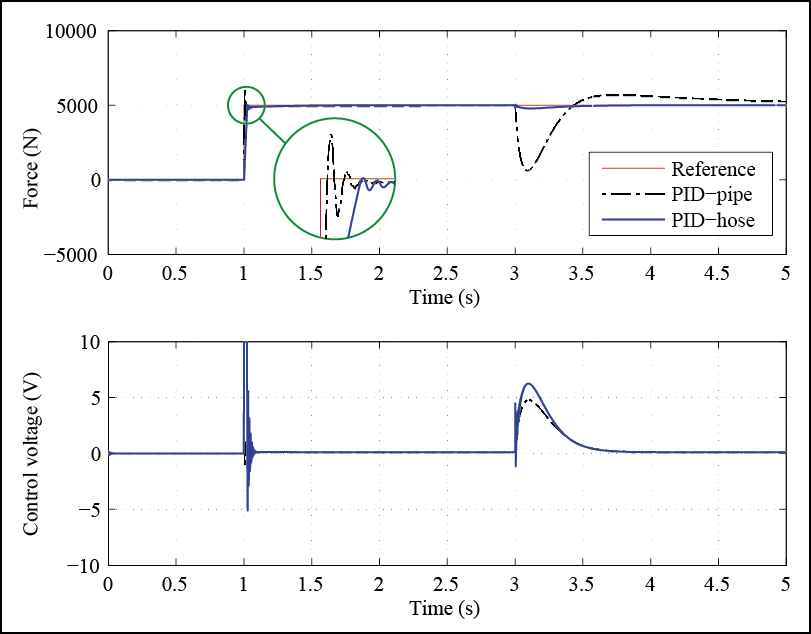 10000
5000
0
−5000
Force (N)
Reference
PID−pipe
PID−hose
0 0.5 1 1.5 2 2.5 3 3.5 4 4.5 5
Time (s)
10
5
0
−5
−10
Control voltage (V)
0 0.5 1 1.5 2 2.5 3 3.5 4 4.5 5
Time (s)